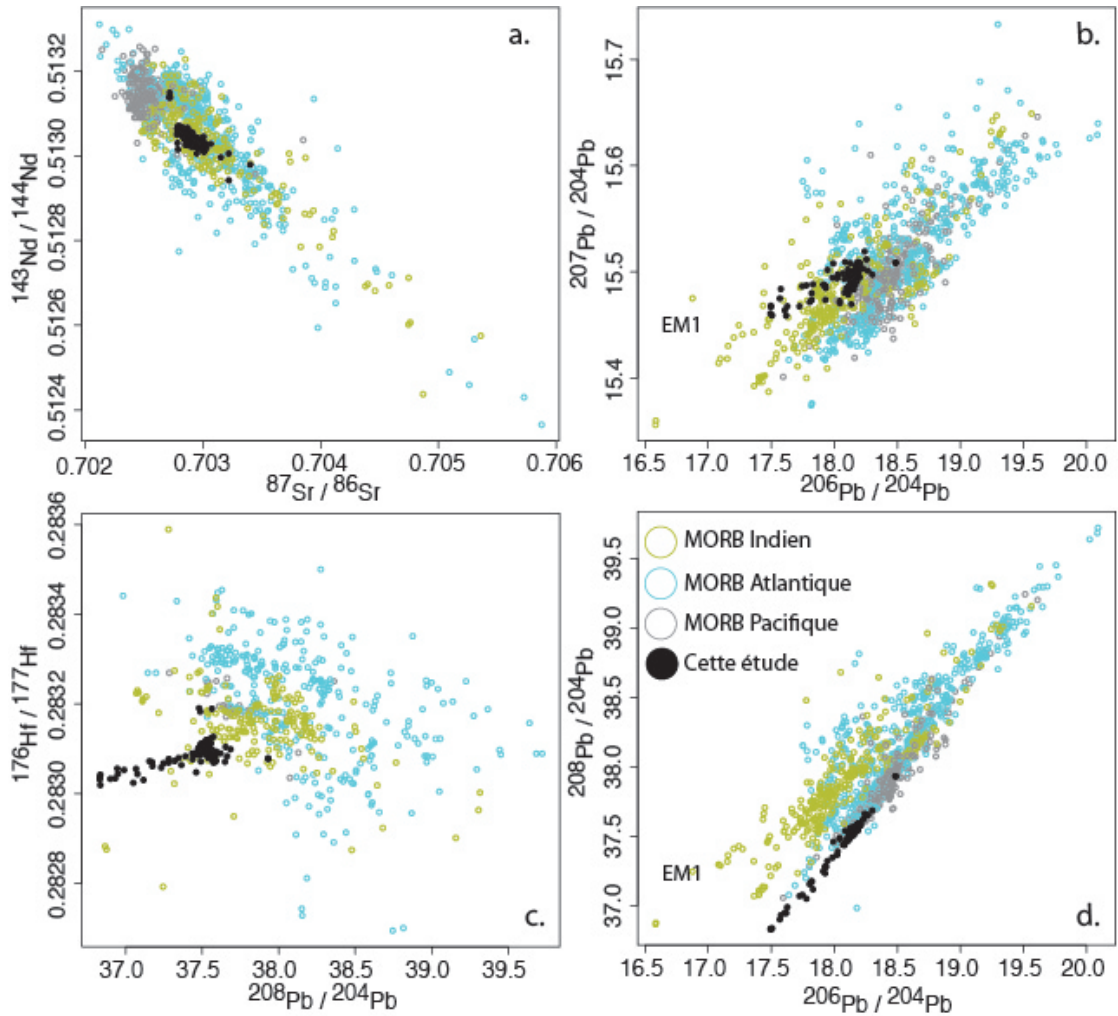 a.
143Nd / 144Nd
0.5132
0.5130
0.5128
0.5126
0.5124
0.702 0.703 0.704 0.705 0.706
87Sr / 86Sr
b.
207Pb / 204Pb
15.7
15.6
15.5
15.4
EM1
16.5 17.0 17.5 18.0 18.5 19.0 19.5 20.0
206Pb / 204Pb
c.
176Hf / 177Hf
0.2836
0.2834
0.2832
0.2830
0.2828
37.0 37.5 38.0 38.5 39.0 39.5
208Pb / 204Pb
d.
208Pb / 204Pb
39.5
39.0
38.5
38.0
37.5
37.0
MORB Indien
MORB Atlantique
MORB Pacifique
Cette étude
EM1
16.5 17.0 17.5 18.0 18.5 19.0 19.5 20.0
206Pb / 204Pb